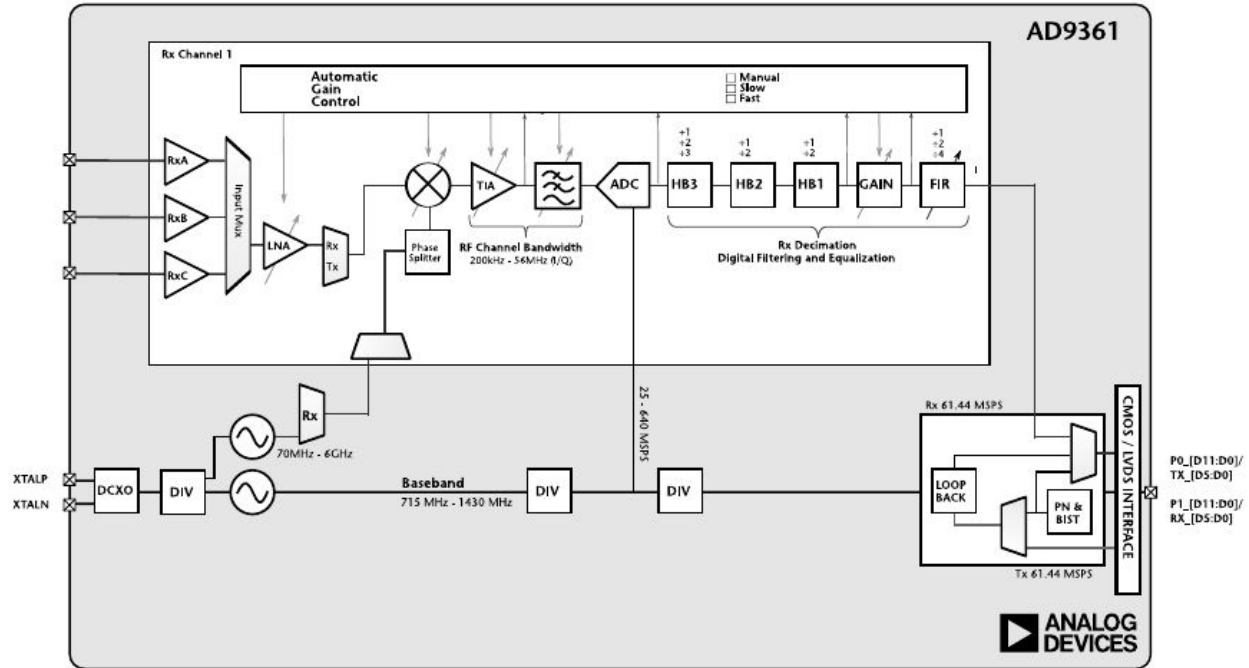 AD9361
Rx Channel 1
Automatic
Gain
Control
Manual
Slow
Fast
RxA
RxB
RxC
Input Mux
LNA
Rx
Tx
Phase
Splitter
TIA
RF Channel Bandwidth
200kHz - 56MHz (I/Q)
ADC
÷1
÷2
÷3
HB3
÷1
÷2
HB2
÷1
÷2
HB1
GAIN
÷1
÷2
÷4
FIR
Rx Decimation
Digital Filtering and Equalization
Rx
70MHz - 6GHz
25 - 640 MSPS
XTALP
XTALN
DCXO
DIV
Baseband
715 MHz - 1430 MHz
DIV
DIV
Rx 61.44 MSPS
LOOP
BACK
PN &
BIST
Tx 61.44 MSPS
CMOS / LVDS INTERFACE
P0_[D11:D0]/
TX_[D5:D0]
P1_[D11:D0]/
RX_[D5:D0]
ANALOG
DEVICES